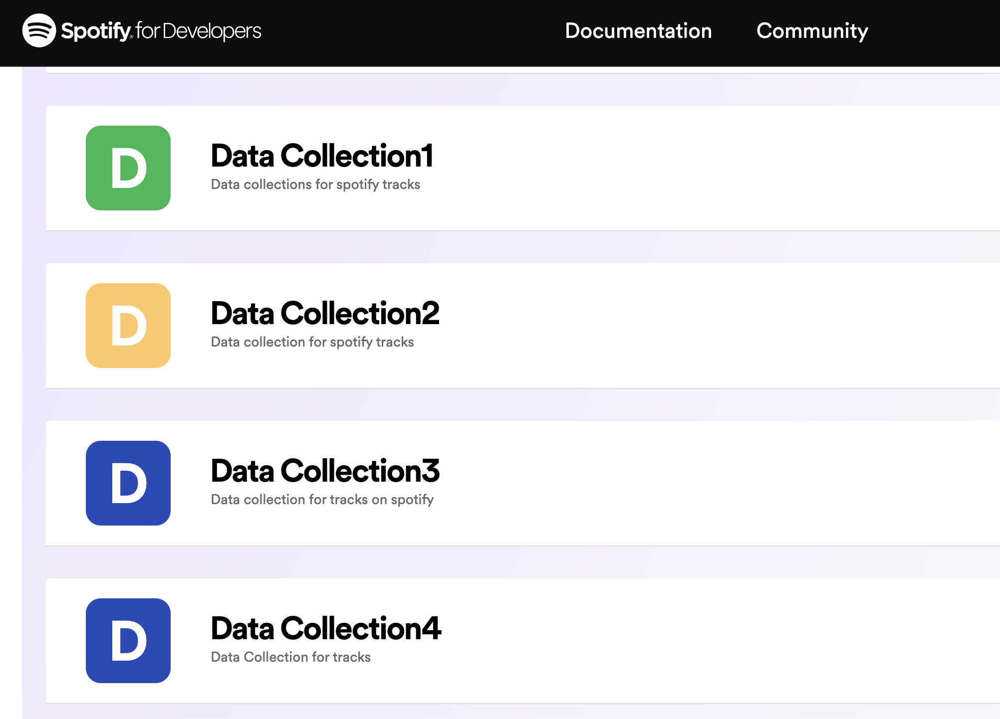 Spotify® for Developers
Documentation
Community
D
Data Collection1
Data collections for spotify tracks
D
Data Collection2
Data collection for spotify tracks
D
Data Collection3
Data collection for tracks on spotify
D
Data Collection4
Data Collection for tracks